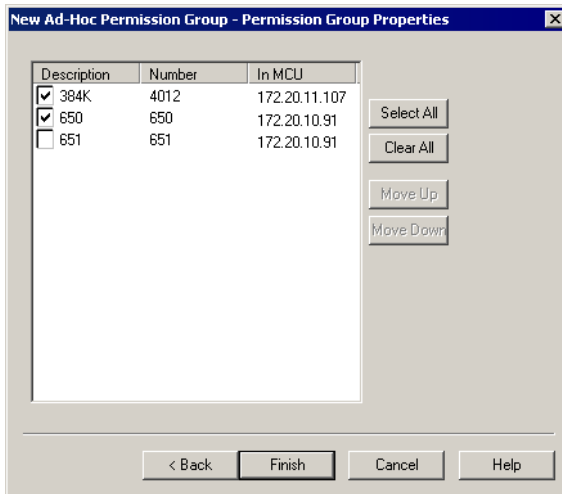 New Ad-Hoc Permission Group - Permission Group Properties
Description Number In MCU
384K 4012 172.20.11.107
650 650 172.20.10.91
651 651 172.20.10.91
Select All
Clear All
Move Up
Move Down
< Back Finish Cancel Help